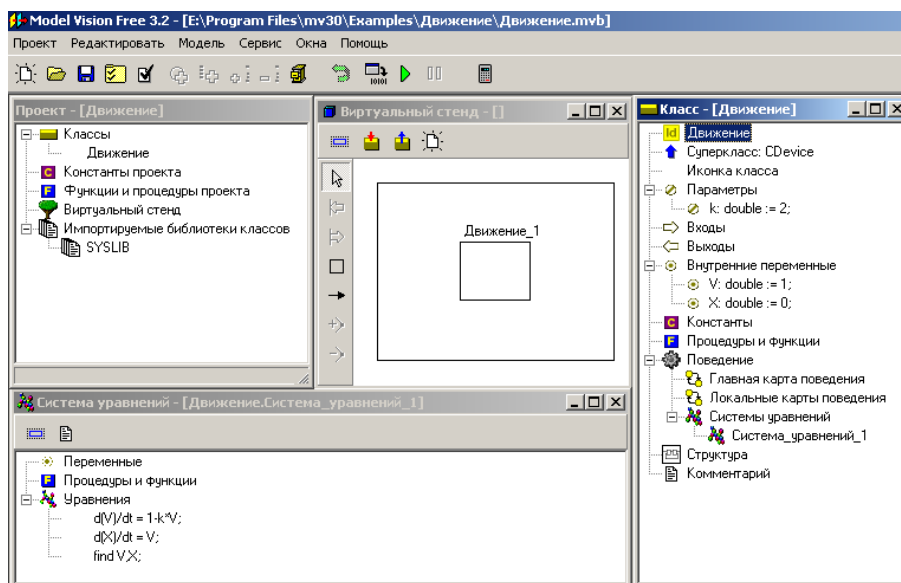 Model Vision Free 3.2 - [E:\Program Files\mv30\Examples\Движение\Движение.mvb]
Проект Редактировать Модель Сервис Окна Помощь
Проект - [Движение]
Классы
Движение
Константы проекта
Функции и процедуры проекта
Виртуальный стенд
Импортируемые библиотеки классов
SYSLIB
Виртуальный стенд - []
Движение_1
Класс - [Движение]
Движение
Суперкласс: CDevice
Иконка класса
Параметры
k: double := 2;
Входы
Выходы
Внутренние переменные
V: double := 1;
X: double := 0;
Константы
Процедуры и функции
Поведение
Главная карта поведения
Локальные карты поведения
Системы уравнений
Система_уравнений_1
Структура
Комментарий
Система уравнений - [Движение.Система_уравнений_1]
Переменные
Процедуры и функции
Уравнения
d(V)/dt = 1-k*V;
d(X)/dt = V;
find V,X;